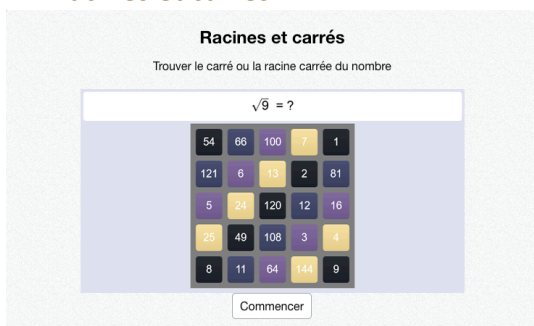 Racines et carrés
Trouver le carré ou la racine carrée du nombre
√9 = ?
54 66 100 7 1
121 6 13 2 81
5 24 120 12 16
25 49 108 3 4
8 11 64 144 9
Commencer